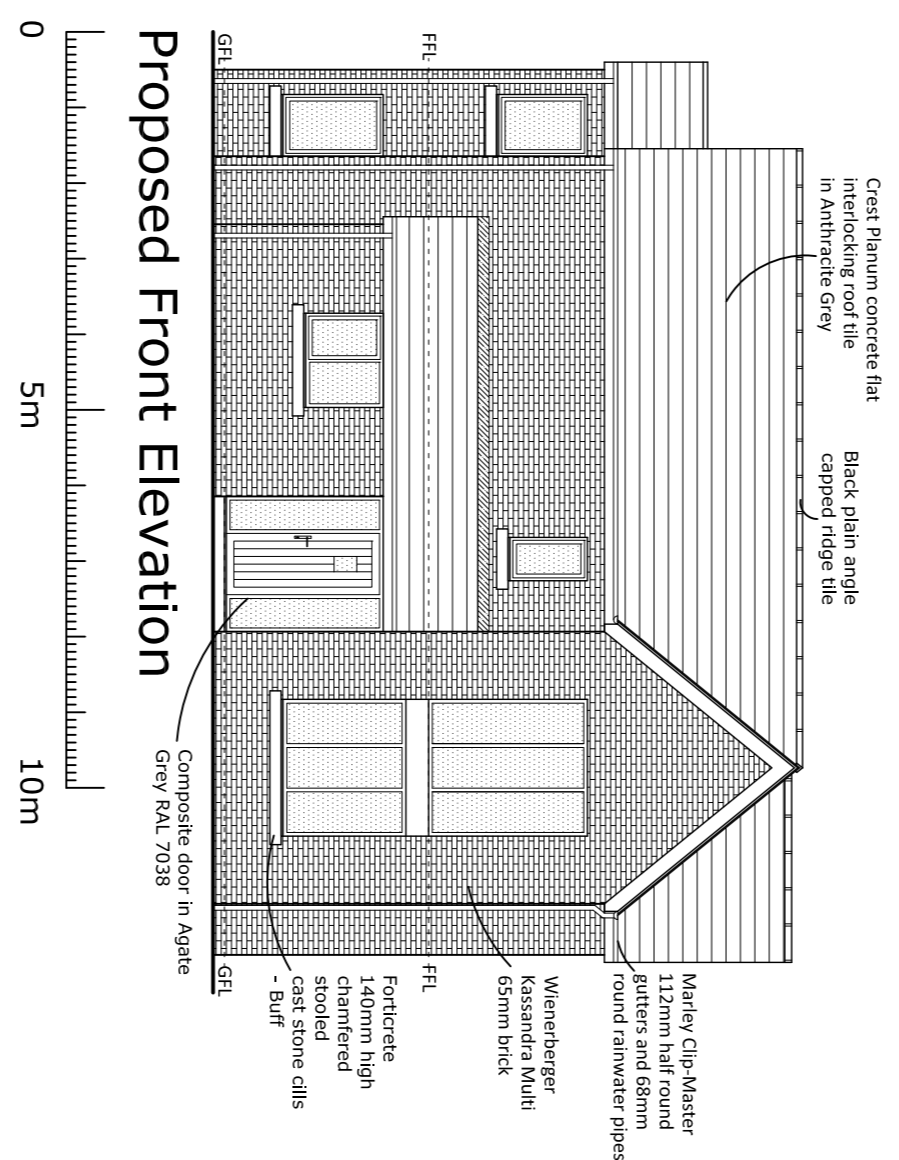 Crest Planum concrete flat
interlocking roof tile
in Anthracite Grey
Black plain angle
capped ridge tile
Marley Clip-Master
112mm half round
gutters and 68mm
round rainwater pipes
FFL
FFL
Wienerberger
Kassandra Multi
65mm brick
Forticrete
140mm high
chamfered
stooled
cast stone cills
- Buff
GFL
GFL
Composite door in Agate
Grey RAL 7038
Proposed Front Elevation
0
5m
10m